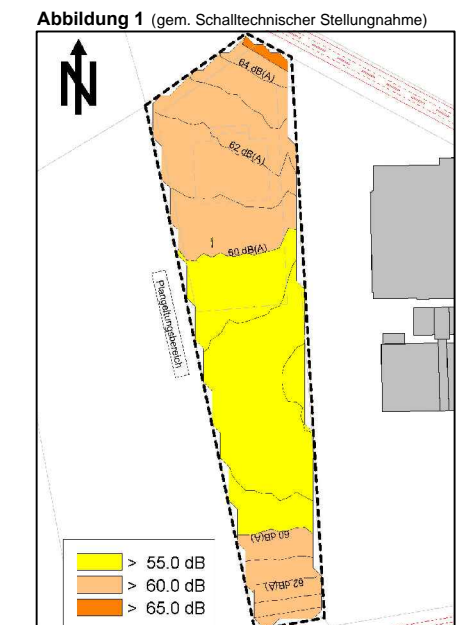 Abbildung 1 (gem. Schalltechnischer Stellungnahme)
N
64 dB(A)
62 dB(A)
60 dB(A)
Plangeltungsbereich
60 dB(A)
62 dB(A)
> 55.0 dB
> 60.0 dB
> 65.0 dB